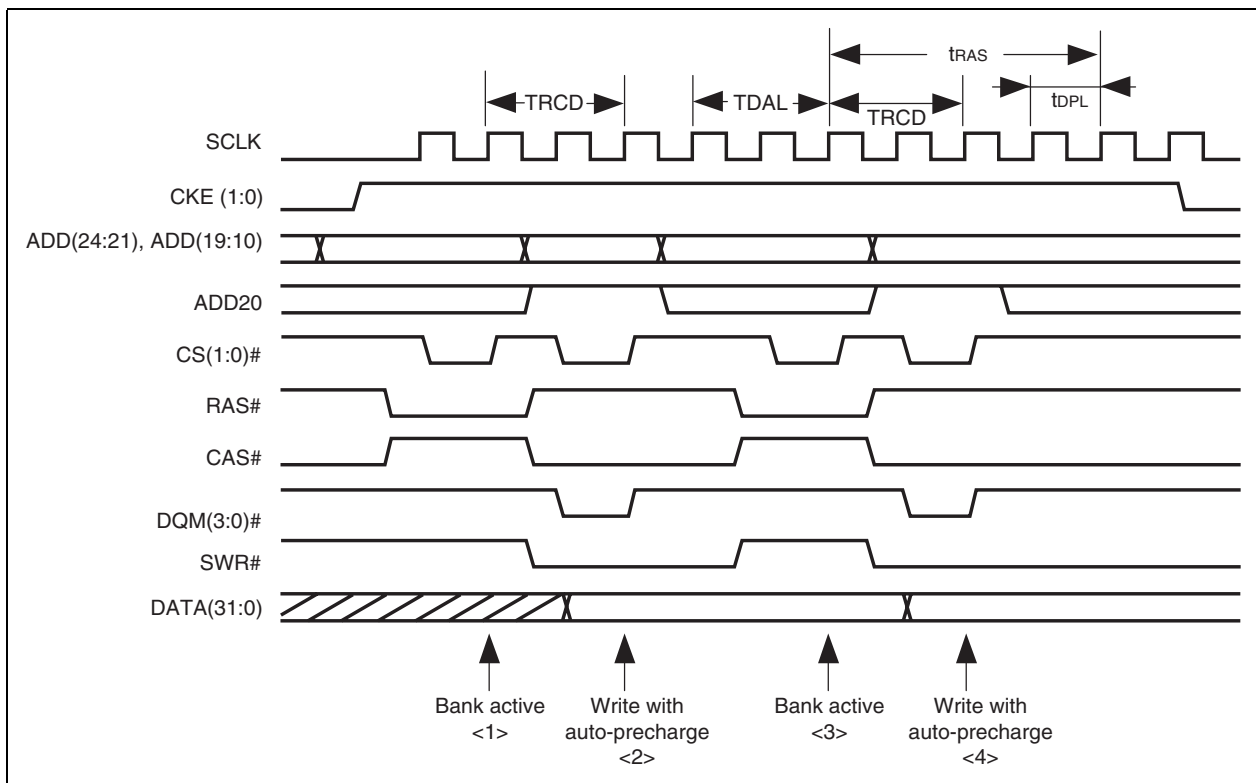 tRAS
TRCD
TDAL
TRCD
tDPL
SCLK
CKE (1:0)
ADD(24:21), ADD(19:10)
ADD20
CS(1:0)#
RAS#
CAS#
DQM(3:0)#
SWR#
DATA(31:0)
Bank active
<1>
Write with
auto-precharge
<2>
Bank active
<3>
Write with
auto-precharge
<4>